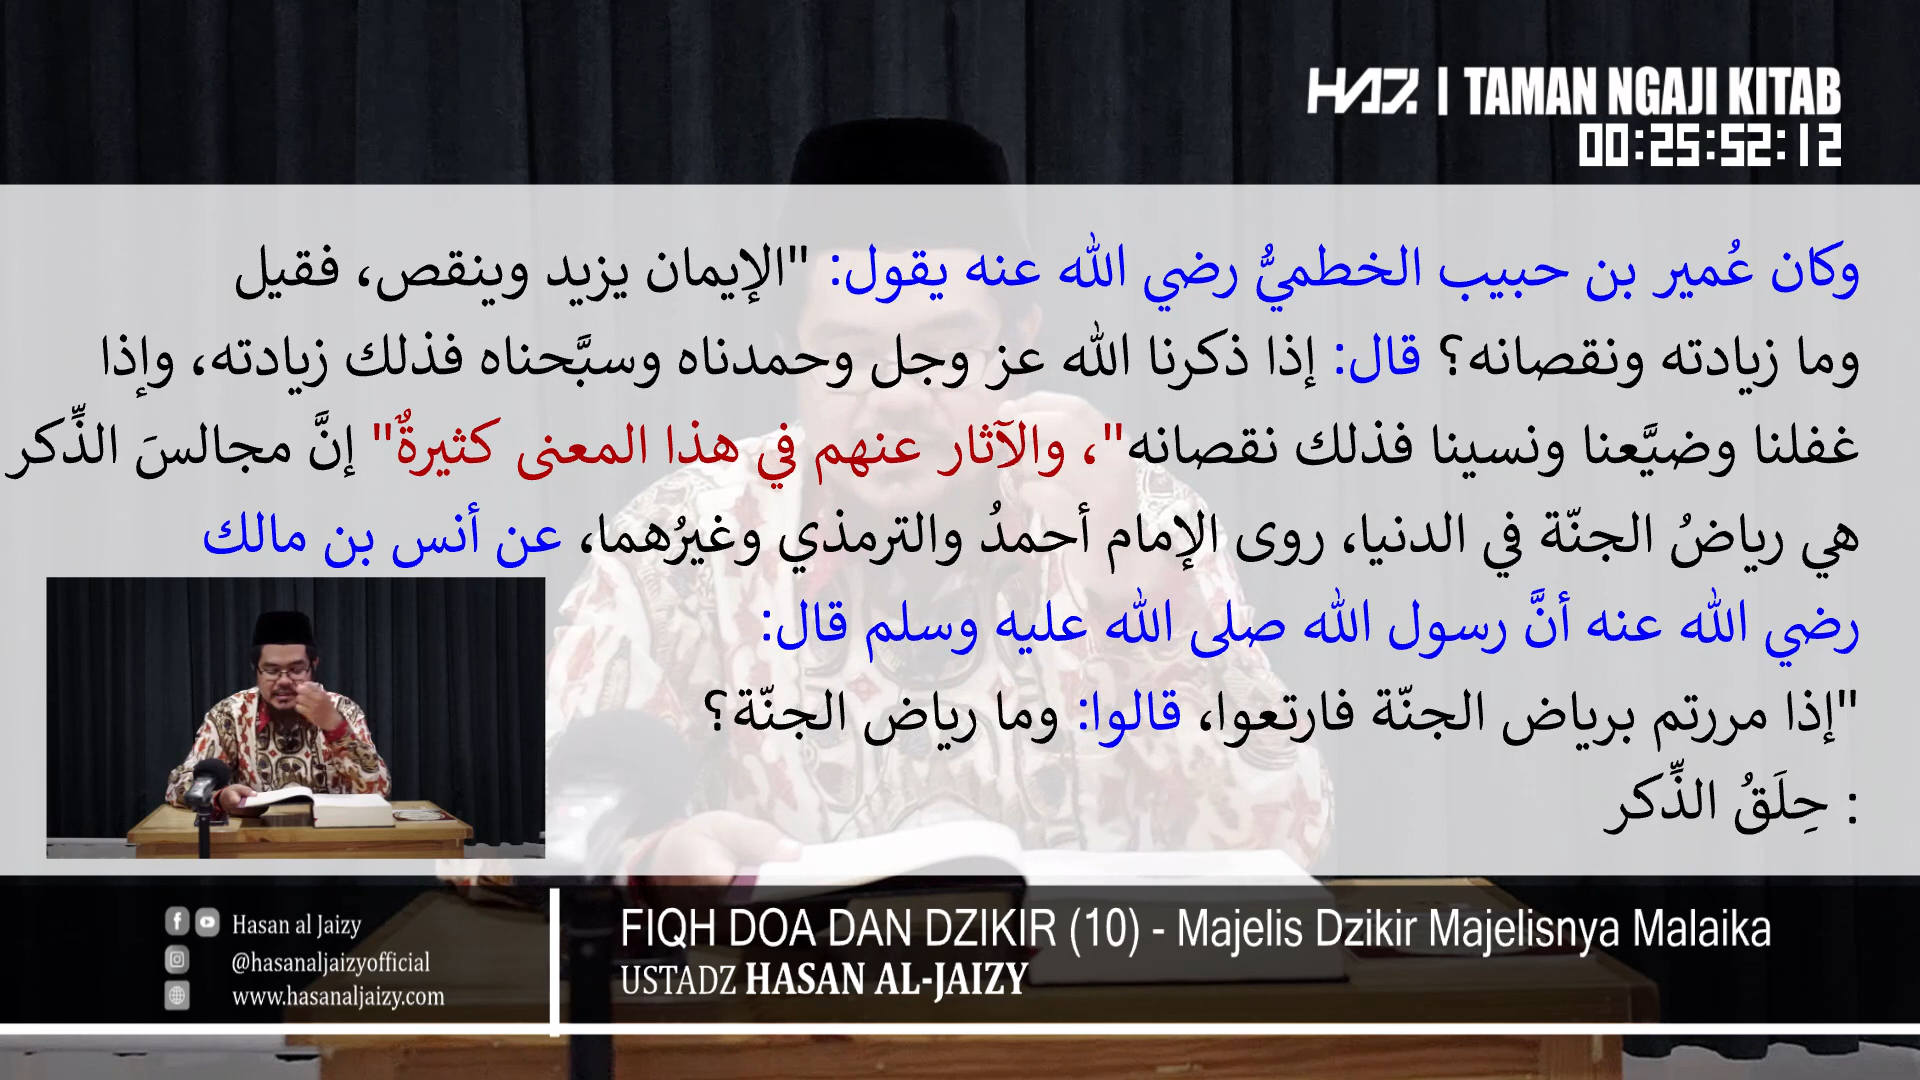 HAJZ | TAMAN NGAJI KITAB
00:25:52:12
وكان عُمير بن حبيب الخطميُّ رضي الله عنه يقول: "الإيمان يزيد وينقص، فقيل
وما زيادته ونقصانه؟ قال: إذا ذكرنا الله عز وجل وحمدناه وسبَّحناه فذلك زيادته، وإذا
غفلنا وضيَّعنا ونسينا فذلك نقصانه"، والآثار عنهم في هذا المعنى كثيرةٌ" إنَّ مجالسَ الذِّكر
هي رياضُ الجنّة في الدنيا، روى الإمام أحمدُ والترمذي وغيرُهما، عن أنس بن مالك
رضي الله عنه أنَّ رسول الله صلى الله عليه وسلم قال:
"إذا مررتم برياض الجنّة فارتعوا، قالوا: وما رياض الجنّة؟
: حِلَقُ الذِّكر
Hasan al Jaizy
@hasanaljaizyofficial
www.hasanaljaizy.com
FIQH DOA DAN DZIKIR (10) - Majelis Dzikir Majelisnya Malaika
USTADZ HASAN AL-JAIZY